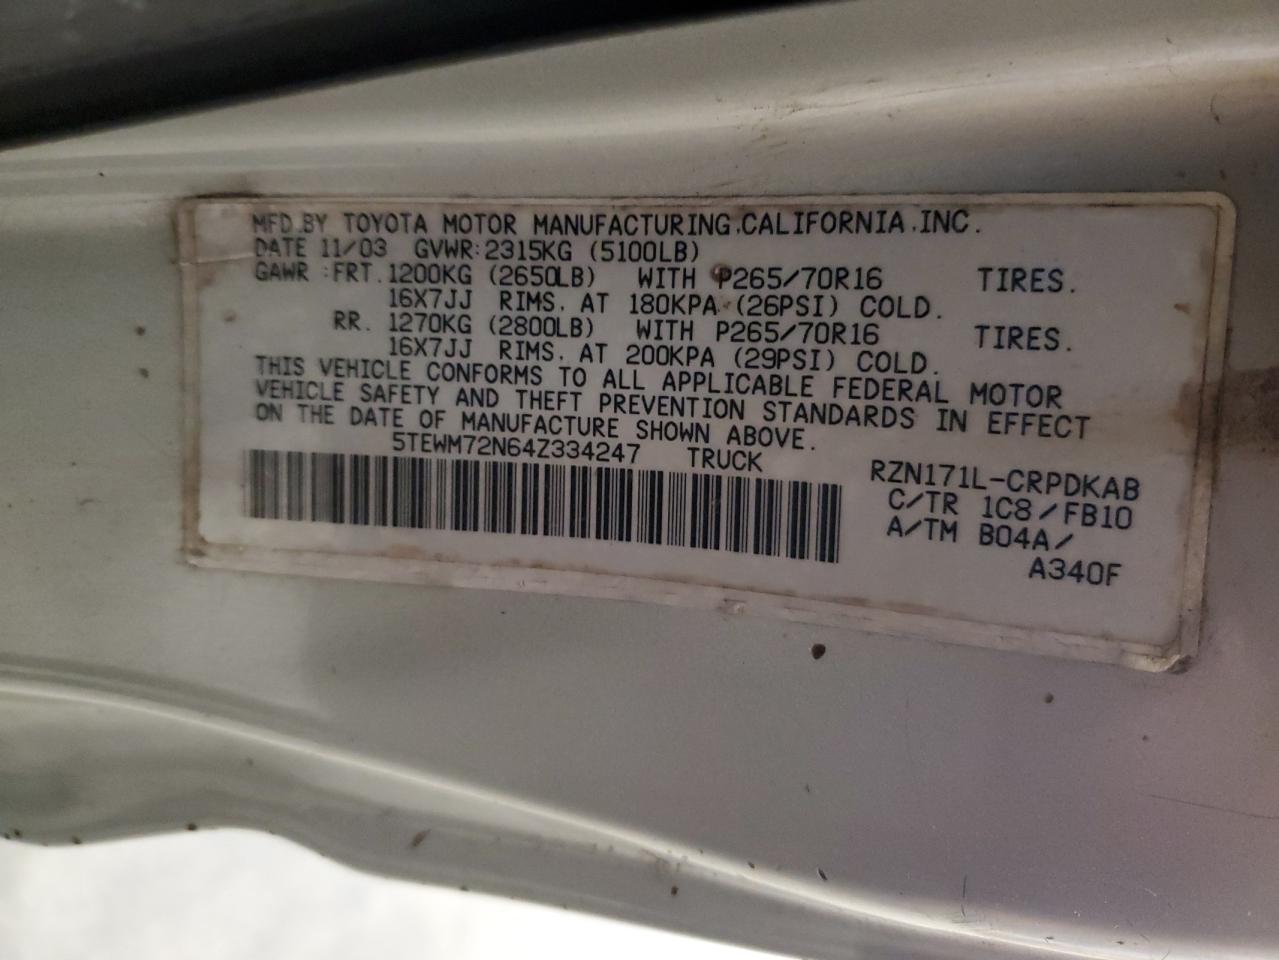 MFD.BY TOYOTA MOTOR MANUFACTURING.CALIFORNIA.INC.
DATE 11/03 GVWR:2315KG (5100LB)
GAWR :FRT.1200KG (2650LB) WITH P265/70R16 TIRES.
16X7JJ RIMS. AT 180KPA (26PSI) COLD.
RR. 1270KG (2800LB) WITH P265/70R16 TIRES.
16X7JJ RIMS. AT 200KPA (29PSI) COLD.
THIS VEHICLE CONFORMS TO ALL APPLICABLE FEDERAL MOTOR
VEHICLE SAFETY AND THEFT PREVENTION STANDARDS IN EFFECT
ON THE DATE OF MANUFACTURE SHOWN ABOVE.
5TEWM72N64Z334247 TRUCK RZN171L-CRPDKAB
C/TR 1C8/FB10
A/TM B04A/
A340F